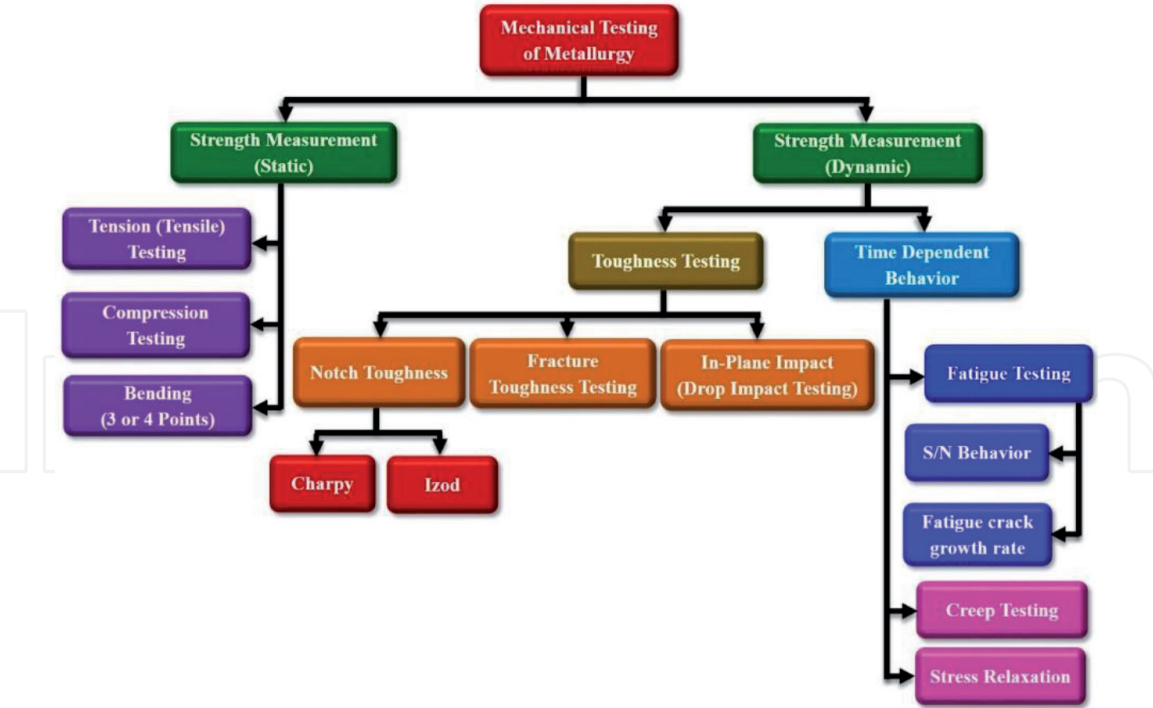 Mechanical Testing
of Metallurgy
Strength Measurement
(Static)
Strength Measurement
(Dynamic)
Tension (Tensile)
Testing
Compression
Testing
Bending
(3 or 4 Points)
Toughness Testing
Time Dependent
Behavior
Notch Toughness
Fracture
Toughness Testing
In-Plane Impact
(Drop Impact Testing)
Charpy
Izod
Fatigue Testing
S/N Behavior
Fatigue crack
growth rate
Creep Testing
Stress Relaxation